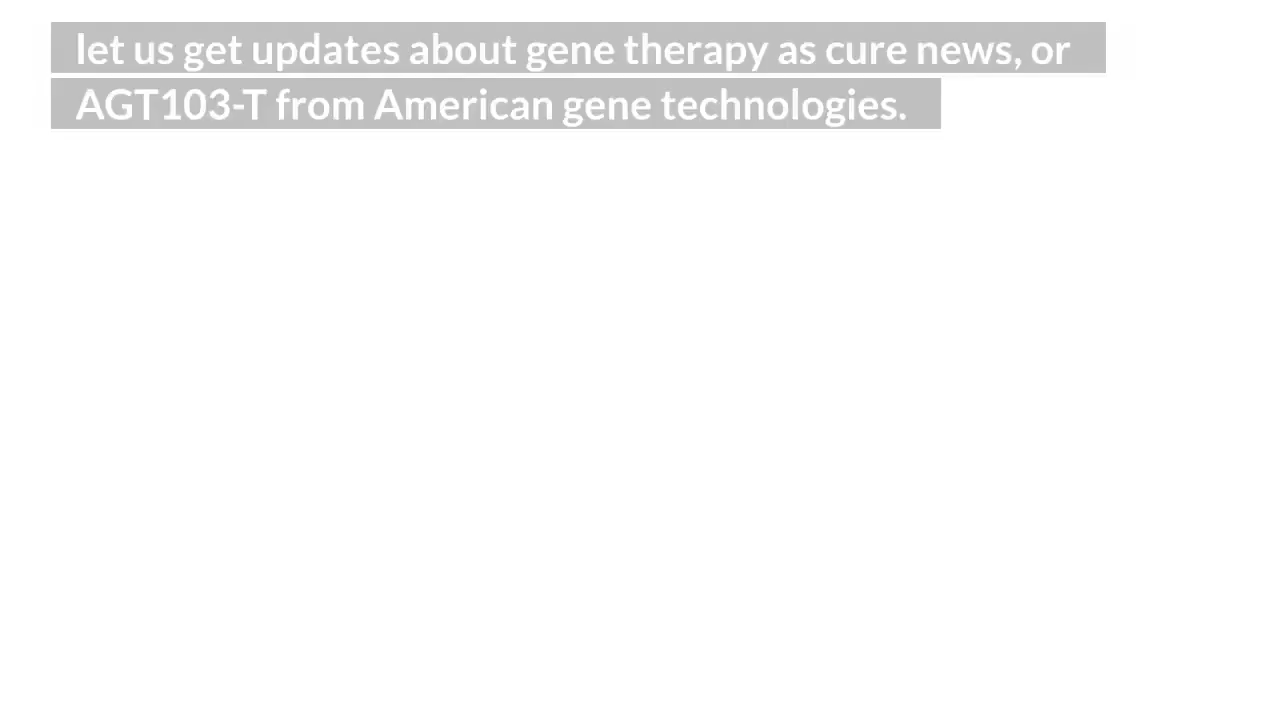 let us get updates about gene therapy as cure news, or
AGT103-T from American gene technologies.